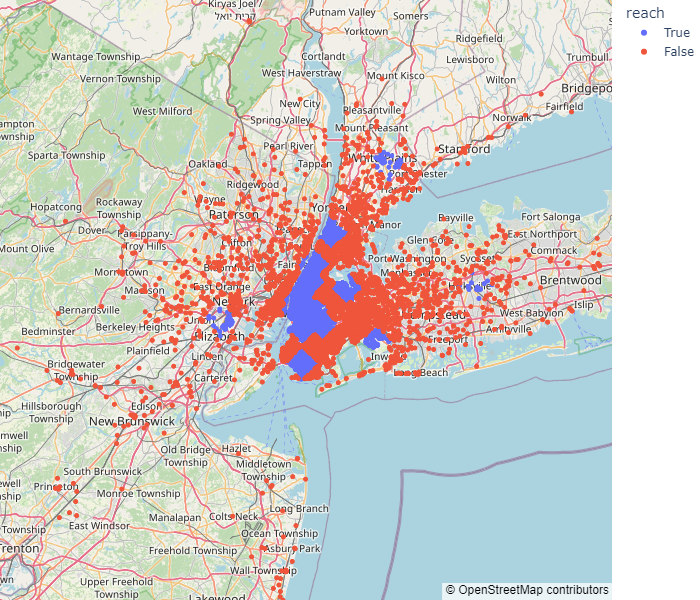 Kiryas Joel/
קרית יואל
Putnam Valley
Somers
Yorktown
Ridgefield
Trumbull
Wantage Township
Cortlandt
Lewisboro
Vernon Township
West Haverstraw
Mount Kisco
Wilton
Bridgepo
New City
Pleasantville
Fairfield
West Milford
Spring Valley
Norwalk
Mount Pleasant
Sparta Township
Pearl River
Stamford
Oakland
Tappan
White Plains
Port Chester
Ridgewood
Harrison
Hopatcong
Rockaway
Township
Wayne
Paterson
Yonkers
Bayville
Fort Salonga
Dover
Parsippany-
Troy Hills
Clifton
Manor
Glen Cove
East Northport
Mount Olive
Commack
Port Washington
Syosset
Morristown
Bloomfield
Brentwood
Madison
East Orange
Hicksville
Bernardsville
Newark
Hempstead
West Babylon
Islip
Berkeley Heights
Union
Amityville
Bedminster
Elizabeth
Freeport
Plainfield
Linden
Inwood
Bridgewater
Township
Carteret
Long Beach
Hillsborough
Township
Edison
New Brunswick
Old Bridge
Township
Hazlet
Middletown
Township
South Brunswick
Princeton
Monroe Township
Long Branch
Manalapan
Colts Neck
East Windsor
Ocean Township
Freehold Township
Asbury Park
Trenton
Wall Township
Upper Freehold
Township
Lakewood
reach
True
False
© OpenStreetMap contributors